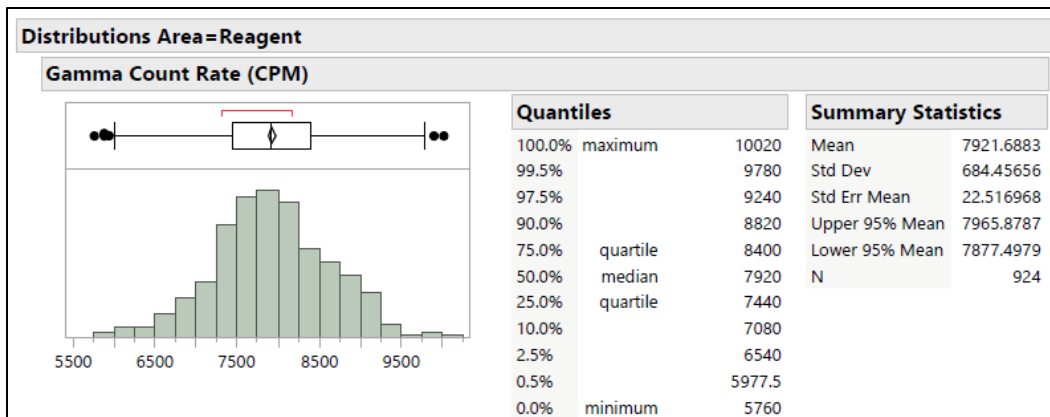 Distributions Area=Reagent
Gamma Count Rate (CPM)
5500 6500 7500 8500 9500
Quantiles
100.0% maximum 10020
99.5% 9780
97.5% 9240
90.0% 8820
75.0% quartile 8400
50.0% median 7920
25.0% quartile 7440
10.0% 7080
2.5% 6540
0.5% 5977.5
0.0% minimum 5760
Summary Statistics
Mean 7921.6883
Std Dev 684.45656
Std Err Mean 22.516968
Upper 95% Mean 7965.8787
Lower 95% Mean 7877.4979
N 924